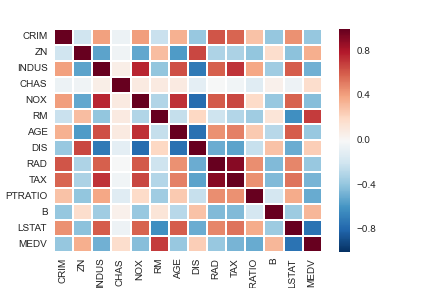 CRIM
ZN
INDUS
CHAS
NOX
RM
AGE
DIS
RAD
TAX
PTRATIO
B
LSTAT
MEDV
CRIM
ZN
INDUS
CHAS
NOX
RM
AGE
DIS
RAD
TAX
RATIO
B
LSTAT
MEDV
0.8
0.4
0.0
−0.4
−0.8